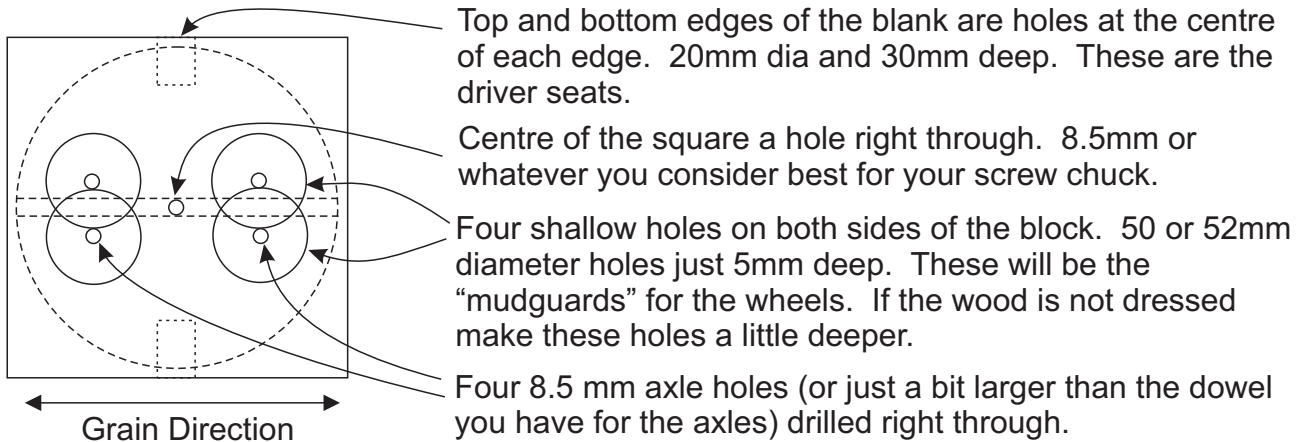 Top and bottom edges of the blank are holes at the centre
of each edge.  20mm dia and 30mm deep.  These are the
driver seats.
Centre of the square a hole right through.  8.5mm or
whatever you consider best for your screw chuck.
Four shallow holes on both sides of the block.  50 or 52mm
diameter holes just 5mm deep.  These will be the
“mudguards” for the wheels.  If the wood is not dressed
make these holes a little deeper.
Four 8.5 mm axle holes (or just a bit larger than the dowel
you have for the axles) drilled right through.
Grain Direction